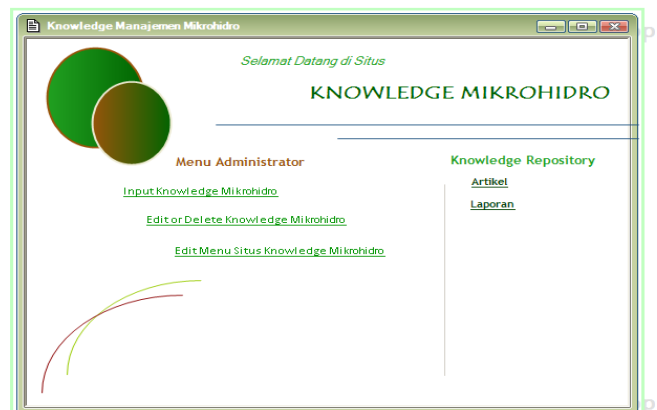 Knowledge Manajemen Mikrohidro
Selamat Datang di Situs
KNOWLEDGE MIKROHIDRO
Menu Administrator
Knowledge Repository
Input Knowledge Mikrohidro
Artikel
Edit or Delete Knowledge Mikrohidro
Laporan
Edit Menu Situs Knowledge Mikrohidro